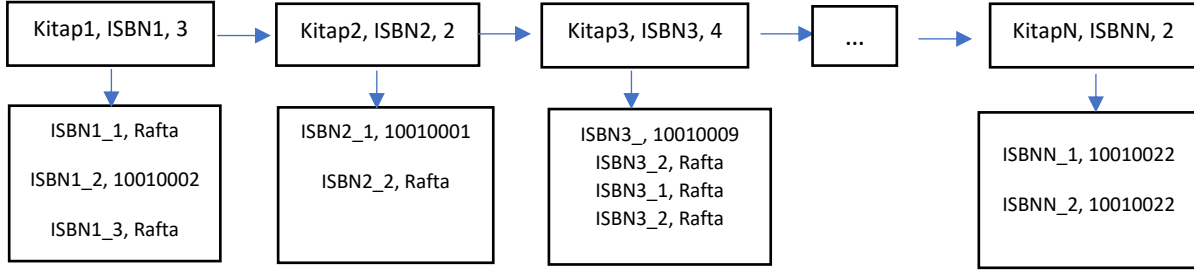 Kitap1, ISBN1, 3
Kitap2, ISBN2, 2
Kitap3, ISBN3, 4
...
KitapN, ISBNN, 2
ISBN1_1, Rafta
ISBN1_2, 10010002
ISBN1_3, Rafta
ISBN2_1, 10010001
ISBN2_2, Rafta
ISBN3_, 10010009
ISBN3_2, Rafta
ISBN3_1, Rafta
ISBN3_2, Rafta
ISBNN_1, 10010022
ISBNN_2, 10010022